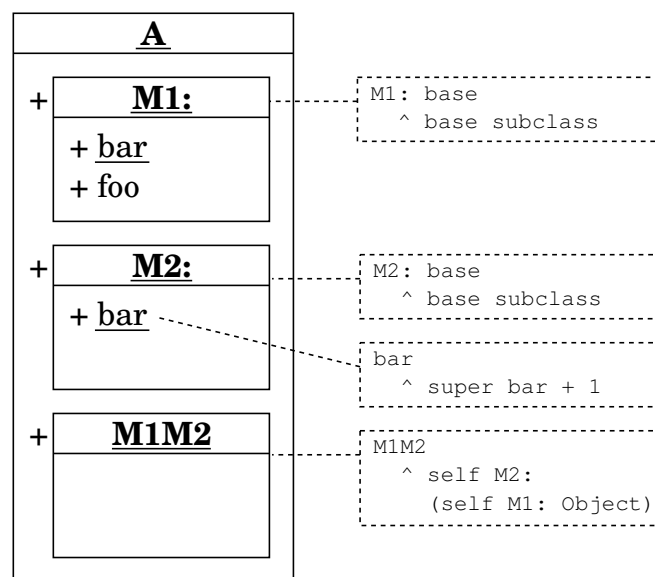 A
+ M1:
+ bar
+ foo
M1: base
^ base subclass
+ M2:
+ bar
M2: base
^ base subclass
bar
^ super bar + 1
+ M1M2
M1M2
^ self M2:
(self M1: Object)